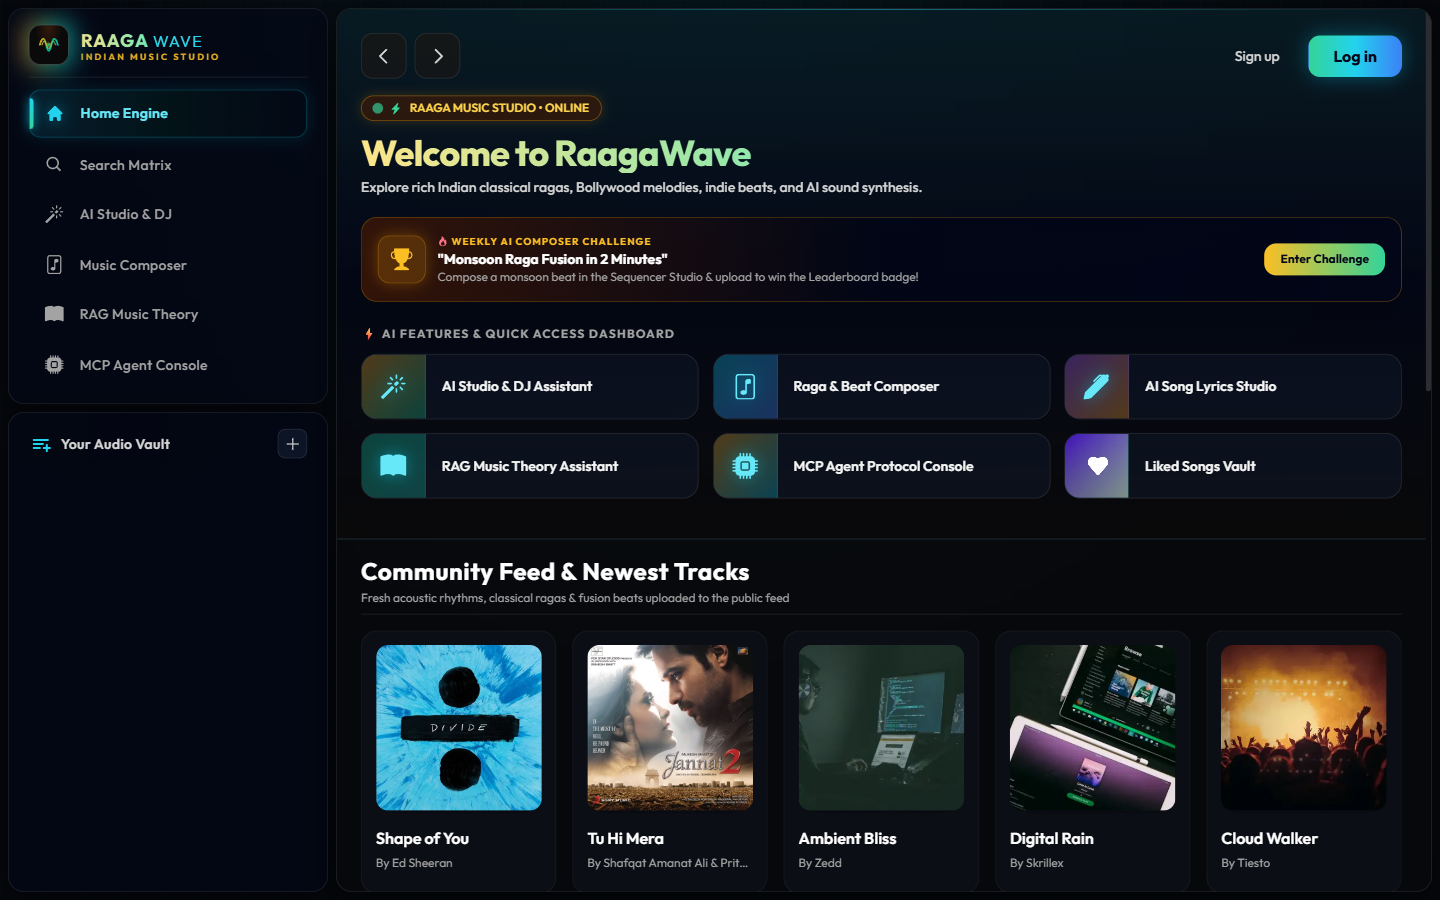 RAAGA WAVE
INDIAN MUSIC STUDIO
Home Engine
Search Matrix
AI Studio & DJ
Music Composer
RAG Music Theory
MCP Agent Console
Your Audio Vault
Sign up
Log in
RAAGA MUSIC STUDIO • ONLINE
Welcome to RaagaWave
Explore rich Indian classical ragas, Bollywood melodies, indie beats, and AI sound synthesis.
WEEKLY AI COMPOSER CHALLENGE
"Monsoon Raga Fusion in 2 Minutes"
Compose a monsoon beat in the Sequencer Studio & upload to win the Leaderboard badge!
Enter Challenge
AI FEATURES & QUICK ACCESS DASHBOARD
AI Studio & DJ Assistant
Raga & Beat Composer
AI Song Lyrics Studio
RAG Music Theory Assistant
MCP Agent Protocol Console
Liked Songs Vault
Community Feed & Newest Tracks
Fresh acoustic rhythms, classical ragas & fusion beats uploaded to the public feed
DIVIDE
Jannat 2
Browse
Shape of You
By Ed Sheeran
Tu Hi Mera
By Shafqat Amanat Ali & Prit...
Ambient Bliss
By Zedd
Digital Rain
By Skrillex
Cloud Walker
By Tiesto